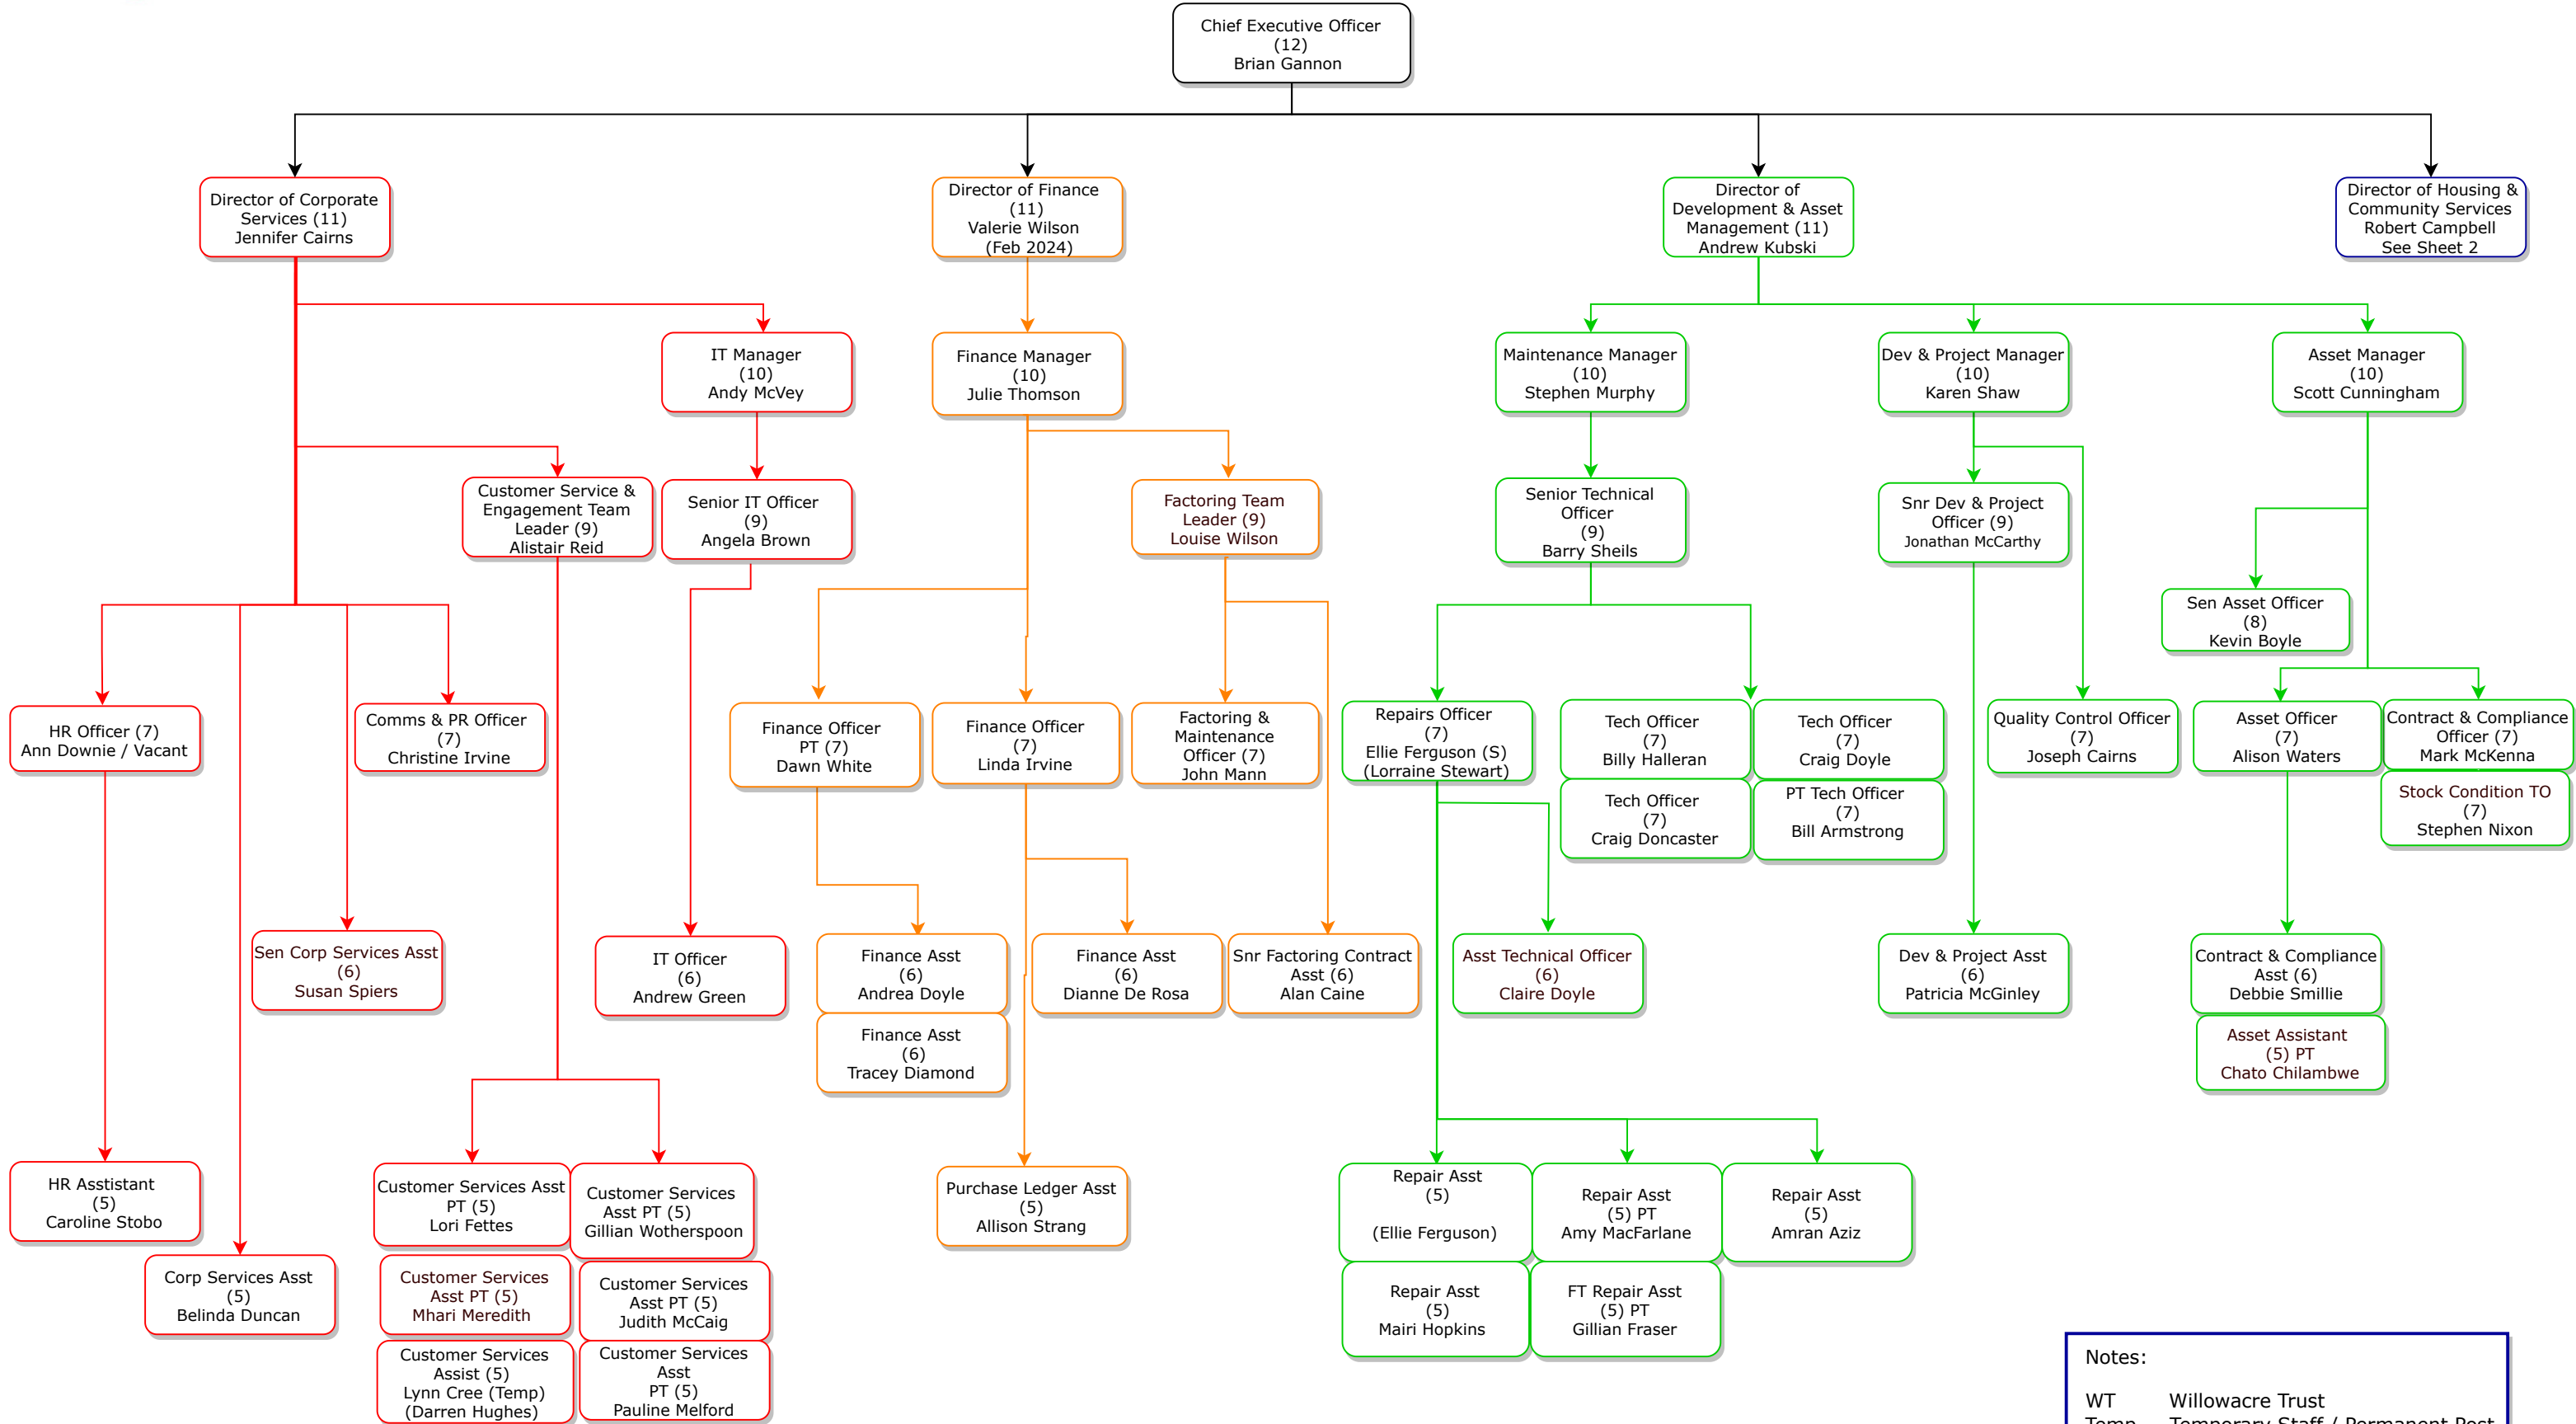 Chief Executive Officer
(12)
Brian Gannon
Director of Corporate
Services (11)
Jennifer Cairns
Director of Finance
(11)
Valerie Wilson
(Feb 2024)
Director of
Development & Asset
Management (11)
Andrew Kubski
Director of Housing &
Community Services
Robert Campbell
See Sheet 2
IT Manager
(10)
Andy McVey
Finance Manager
(10)
Julie Thomson
Maintenance Manager
(10)
Stephen Murphy
Dev & Project Manager
(10)
Karen Shaw
Asset Manager
(10)
Scott Cunningham
Customer Service &
Engagement Team
Leader (9)
Alistair Reid
Senior IT Officer
(9)
Angela Brown
Factoring Team
Leader (9)
Louise Wilson
Senior Technical
Officer
(9)
Barry Sheils
Snr Dev & Project
Officer (9)
Jonathan McCarthy
Sen Asset Officer
(8)
Kevin Boyle
HR Officer (7)
Ann Downie / Vacant
Comms & PR Officer
(7)
Christine Irvine
Finance Officer
PT (7)
Dawn White
Finance Officer
(7)
Linda Irvine
Factoring &
Maintenance
Officer (7)
John Mann
Repairs Officer
(7)
Ellie Ferguson (S)
(Lorraine Stewart)
Tech Officer
(7)
Billy Halleran
Tech Officer
(7)
Craig Doyle
Tech Officer
(7)
Craig Doncaster
PT Tech Officer
(7)
Bill Armstrong
Quality Control Officer
(7)
Joseph Cairns
Asset Officer
(7)
Alison Waters
Contract & Compliance
Officer (7)
Mark McKenna
Stock Condition TO
(7)
Stephen Nixon
Sen Corp Services Asst
(6)
Susan Spiers
IT Officer
(6)
Andrew Green
Finance Asst
(6)
Andrea Doyle
Finance Asst
(6)
Tracey Diamond
Finance Asst
(6)
Dianne De Rosa
Snr Factoring Contract
Asst (6)
Alan Caine
Asst Technical Officer
(6)
Claire Doyle
Dev & Project Asst
(6)
Patricia McGinley
Contract & Compliance
Asst (6)
Debbie Smillie
Asset Assistant
(5) PT
Chato Chilambwe
HR Asstistant
(5)
Caroline Stobo
Corp Services Asst
(5)
Belinda Duncan
Customer Services Asst
PT (5)
Lori Fettes
Customer Services
Asst PT (5)
Gillian Wotherspoon
Customer Services
Asst PT (5)
Mhari Meredith
Customer Services
Asst PT (5)
Judith McCaig
Customer Services
Assist (5)
Lynn Cree (Temp)
(Darren Hughes)
Customer Services
Asst
PT (5)
Pauline Melford
Purchase Ledger Asst
(5)
Allison Strang
Repair Asst
(5)
(Ellie Ferguson)
Repair Asst
(5) PT
Amy MacFarlane
Repair Asst
(5)
Amran Aziz
Repair Asst
(5)
Mairi Hopkins
FT Repair Asst
(5) PT
Gillian Fraser
Notes:
WT Willowacre Trust
Temp Temporary Staff / Permanent Post